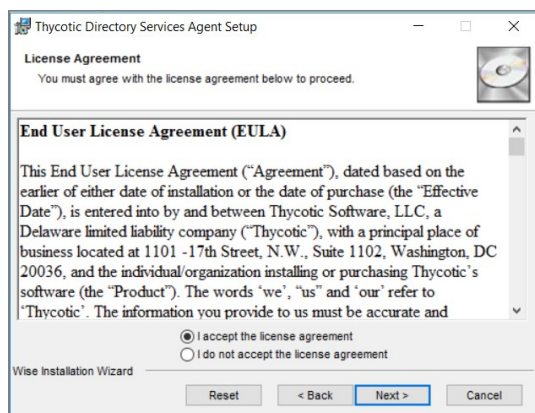 Thycotic Directory Services Agent Setup
License Agreement
You must agree with the license agreement below to proceed.
End User License Agreement (EULA)
This End User License Agreement (“Agreement”), dated based on the
earlier of either date of installation or the date of purchase (the “Effective
Date”), is entered into by and between Thycotic Software, LLC, a
Delaware limited liability company (“Thycotic”), with a principal place of
business located at 1101 -17th Street, N.W., Suite 1102, Washington, DC
20036, and the individual/organization installing or purchasing Thycotic’s
software (the “Product”). The words ‘we’, “us” and ‘our’ refer to
‘Thycotic’. The information you provide to us must be accurate and
I accept the license agreement
I do not accept the license agreement
Wise Installation Wizard
Reset
< Back
Next >
Cancel